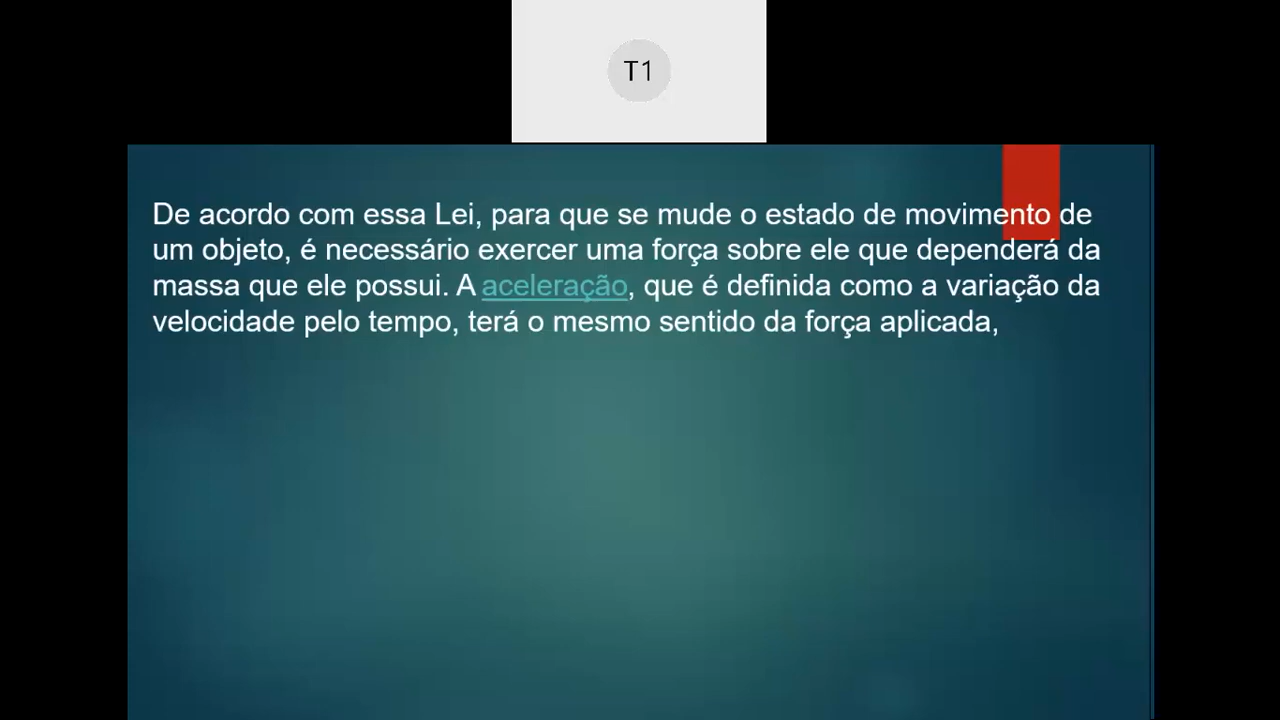 T1
De acordo com essa Lei, para que se mude o estado de movimento de
um objeto, é necessário exercer uma força sobre ele que dependerá da
massa que ele possui. A aceleração, que é definida como a variação da
velocidade pelo tempo, terá o mesmo sentido da força aplicada,